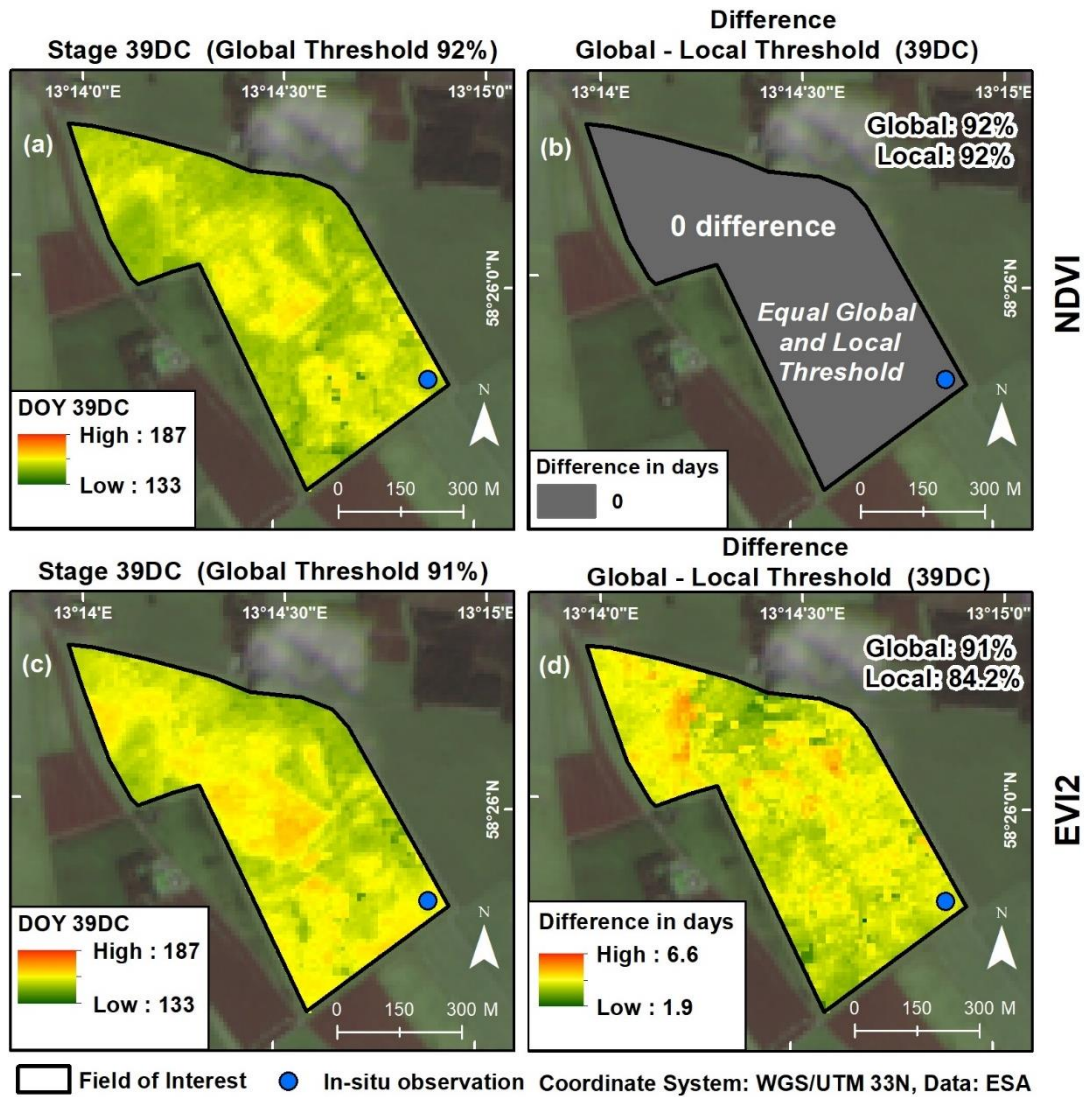 Stage 39DC (Global Threshold 92%)
Difference
Global - Local Threshold (39DC)
13°14'0"E
13°14'30"E
13°15'0"
(a)
58°26'0"N
DOY 39DC
High : 187
Low : 133
N
0 150 300 M
13°14'E
13°14'30"E
13°15'E
(b)
Global: 92%
Local: 92%
0 difference
Equal Global
and Local
Threshold
58°26'N
Difference in days
0
N
0 150 300 M
NDVI
Stage 39DC (Global Threshold 91%)
Difference
Global - Local Threshold (39DC)
13°14'E
13°14'30"E
13°15'E
(c)
58°26'N
DOY 39DC
High : 187
Low : 133
N
0 150 300 M
13°14'0"E
13°14'30"E
13°15'0"
(d)
Global: 91%
Local: 84.2%
58°26'0"N
Difference in days
High : 6.6
Low : 1.9
N
0 150 300 M
EVI2
Field of Interest
In-situ observation
Coordinate System: WGS/UTM 33N, Data: ESA